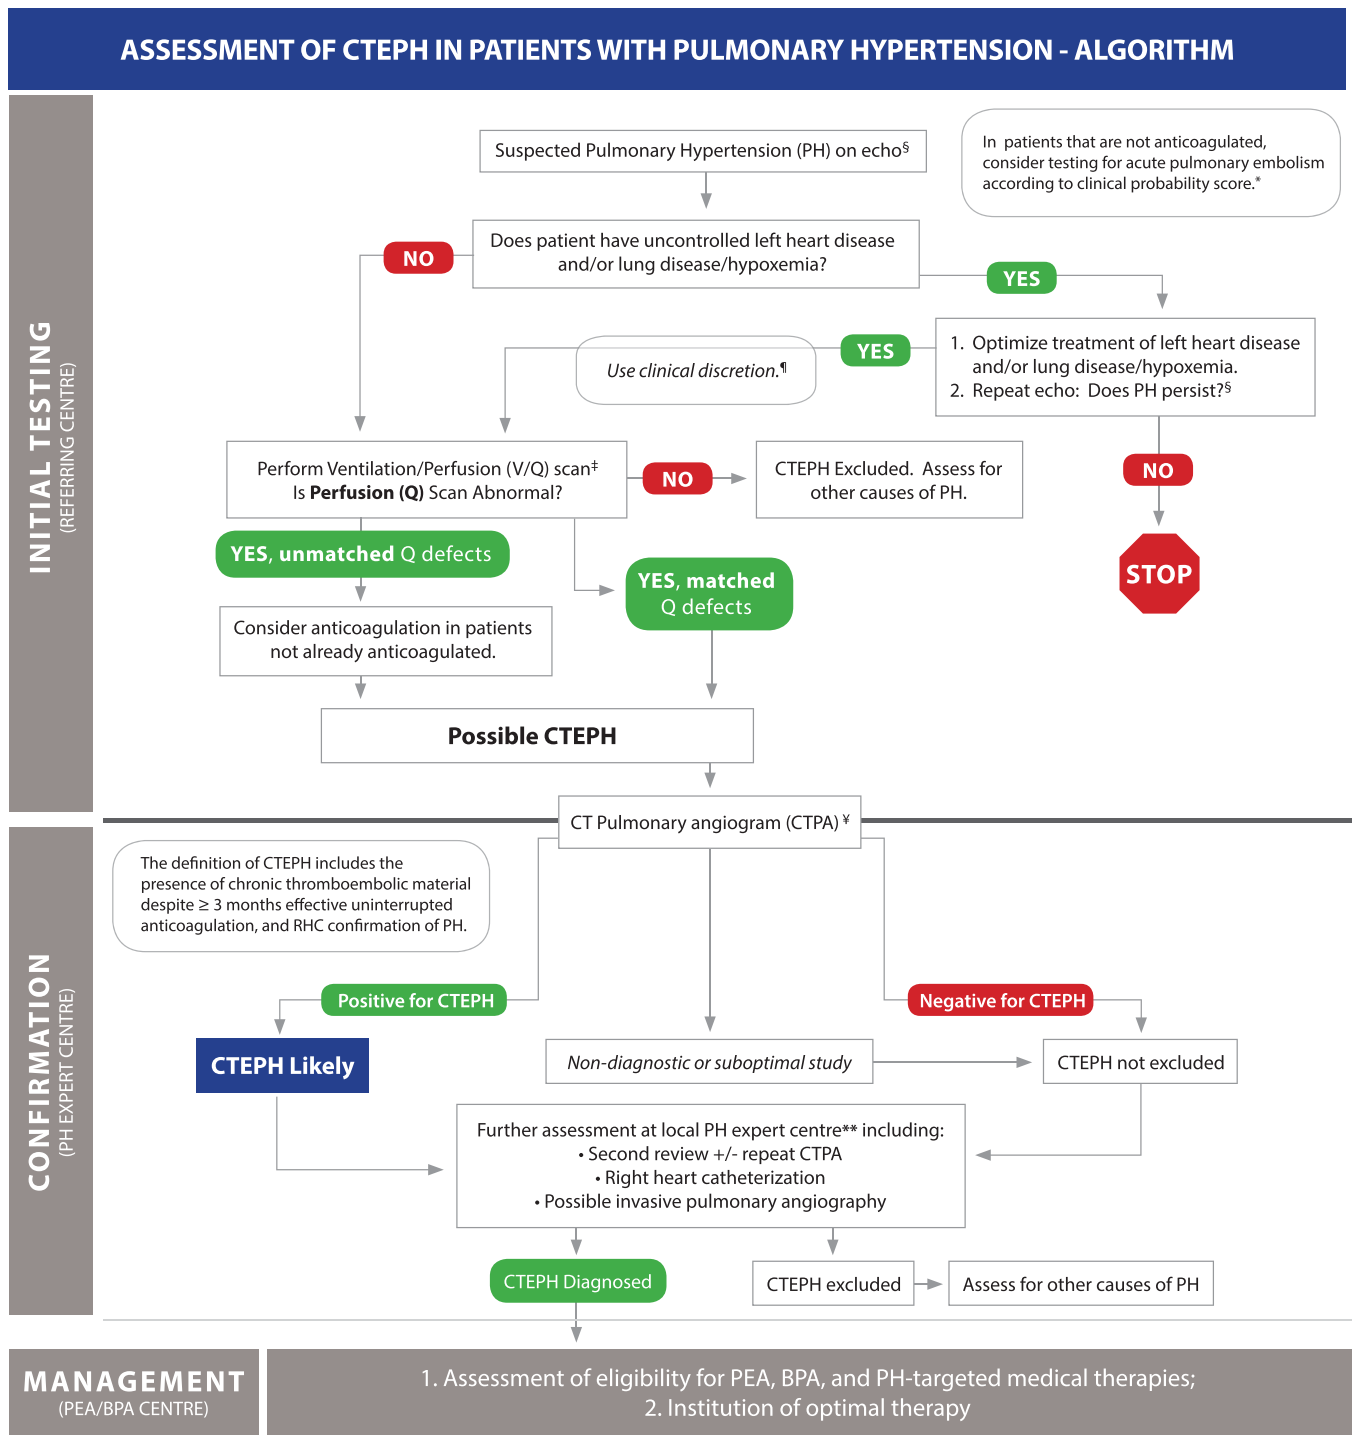 ASSESSMENT OF CTEPH IN PATIENTS WITH PULMONARY HYPERTENSION - ALGORITHM
INITIAL TESTING
(REFERRING CENTRE)
Suspected Pulmonary Hypertension (PH) on echo§
In patients that are not anticoagulated,
consider testing for acute pulmonary embolism
according to clinical probability score.*
Does patient have uncontrolled left heart disease
and/or lung disease/hypoxemia?
NO
YES
1. Optimize treatment of left heart disease
and/or lung disease/hypoxemia.
2. Repeat echo: Does PH persist?§
YES
Use clinical discretion.¶
NO
STOP
Perform Ventilation/Perfusion (V/Q) scan‡
Is Perfusion (Q) Scan Abnormal?
NO
CTEPH Excluded. Assess for
other causes of PH.
YES, unmatched Q defects
YES, matched
Q defects
Consider anticoagulation in patients
not already anticoagulated.
Possible CTEPH
CT Pulmonary angiogram (CTPA) ¥
CONFIRMATION
(PH EXPERT CENTRE)
The definition of CTEPH includes the
presence of chronic thromboembolic material
despite ≥ 3 months effective uninterrupted
anticoagulation, and RHC confirmation of PH.
Positive for CTEPH
Negative for CTEPH
CTEPH Likely
Non-diagnostic or suboptimal study
CTEPH not excluded
Further assessment at local PH expert centre** including:
• Second review +/- repeat CTPA
• Right heart catheterization
• Possible invasive pulmonary angiography
CTEPH Diagnosed
CTEPH excluded
Assess for other causes of PH
MANAGEMENT
(PEA/BPA CENTRE)
1. Assessment of eligibility for PEA, BPA, and PH-targeted medical therapies;
2. Institution of optimal therapy